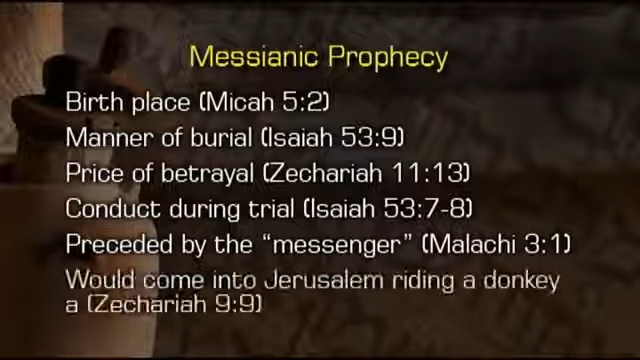 Messianic Prophecy
Birth place (Micah 5:2)
Manner of burial (Isaiah 53:9)
Price of betrayal (Zechariah 11:13)
Conduct during trial (Isaiah 53:7-8)
Preceded by the “messenger” (Malachi 3:1)
Would come into Jerusalem riding a donkey
a (Zechariah 9:9)